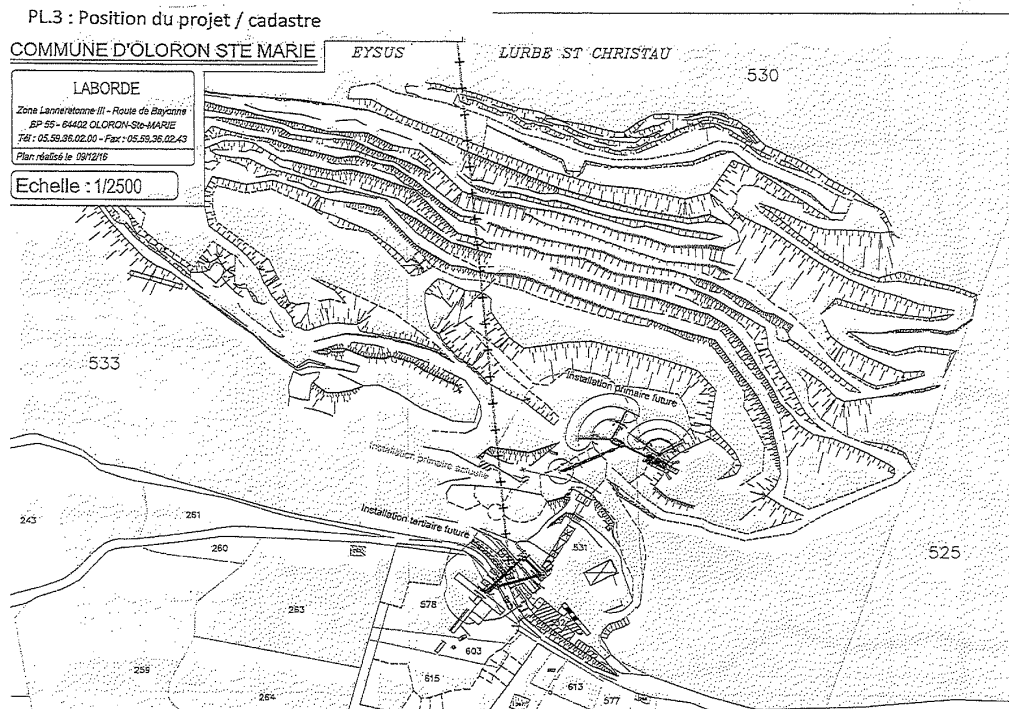 PL.3 : Position du projet / cadastre
COMMUNE D'OLORON STE MARIE
EYSUS
LURBE ST CHRISTAU
530
LABORDE
Zone Lanneretonne III - Route de Bayonne
BP 55 - 64402 OLORON-Ste-MARIE
Tél : 05.59.36.02.00 - Fax : 05.59.36.02.43
Plan réalisé le 09/12/16
Echelle : 1/2500
533
Installation primaire future
Installation primaire actuelle
Installation tertiaire future
243
261
260
531
525
263
578
603
259
264
615
613
577